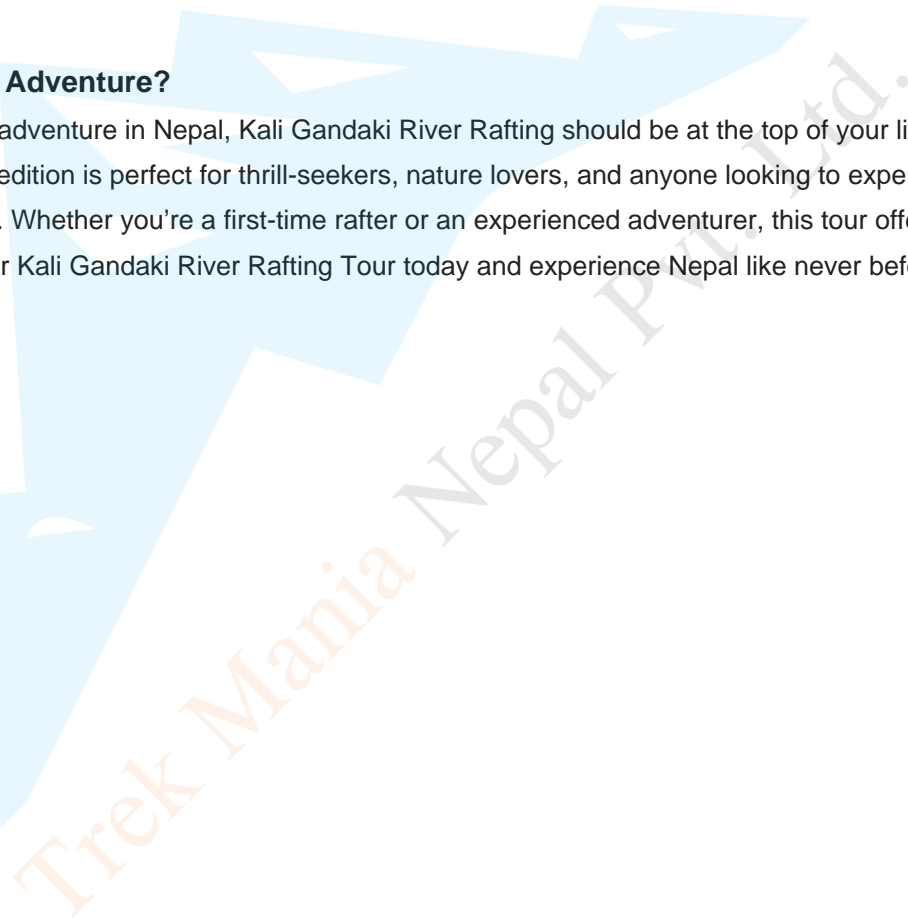 Adventure?
adventure in Nepal, Kali Gandaki River Rafting should be at the top of your li
edition is perfect for thrill-seekers, nature lovers, and anyone looking to expe
. Whether you’re a first-time rafter or an experienced adventurer, this tour off
r Kali Gandaki River Rafting Tour today and experience Nepal like never bef
Trek Mania Nepal Pvt. Ltd.